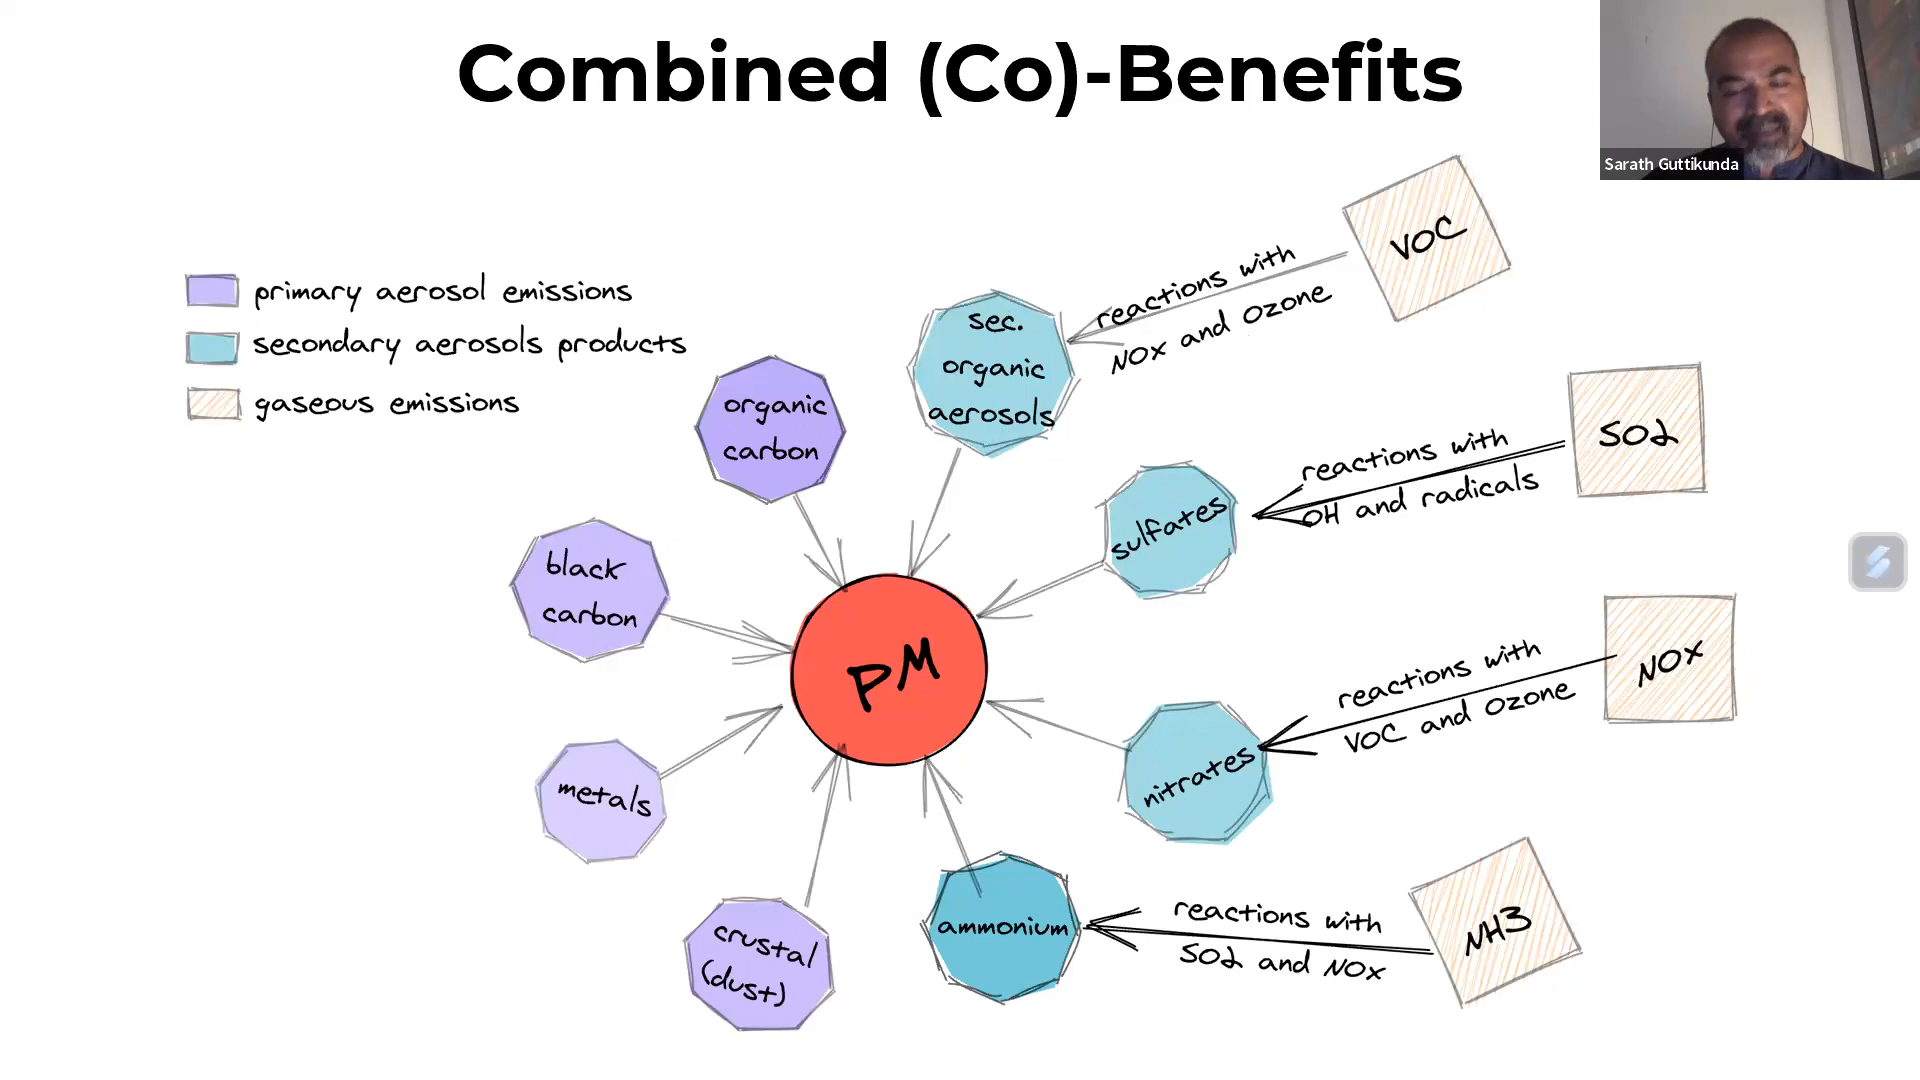 Combined (Co)-Benefits
Sarath Guttikunda
primary aerosol emissions
secondary aerosols products
gaseous emissions
organic
carbon
black
carbon
metals
crustal
(dust)
PM
sec.
organic
aerosols
sulfates
nitrates
ammonium
reactions with
NOx and Ozone
VOC
reactions with
OH and radicals
SO2
reactions with
VOC and Ozone
NOx
reactions with
SO2 and NOx
NH3